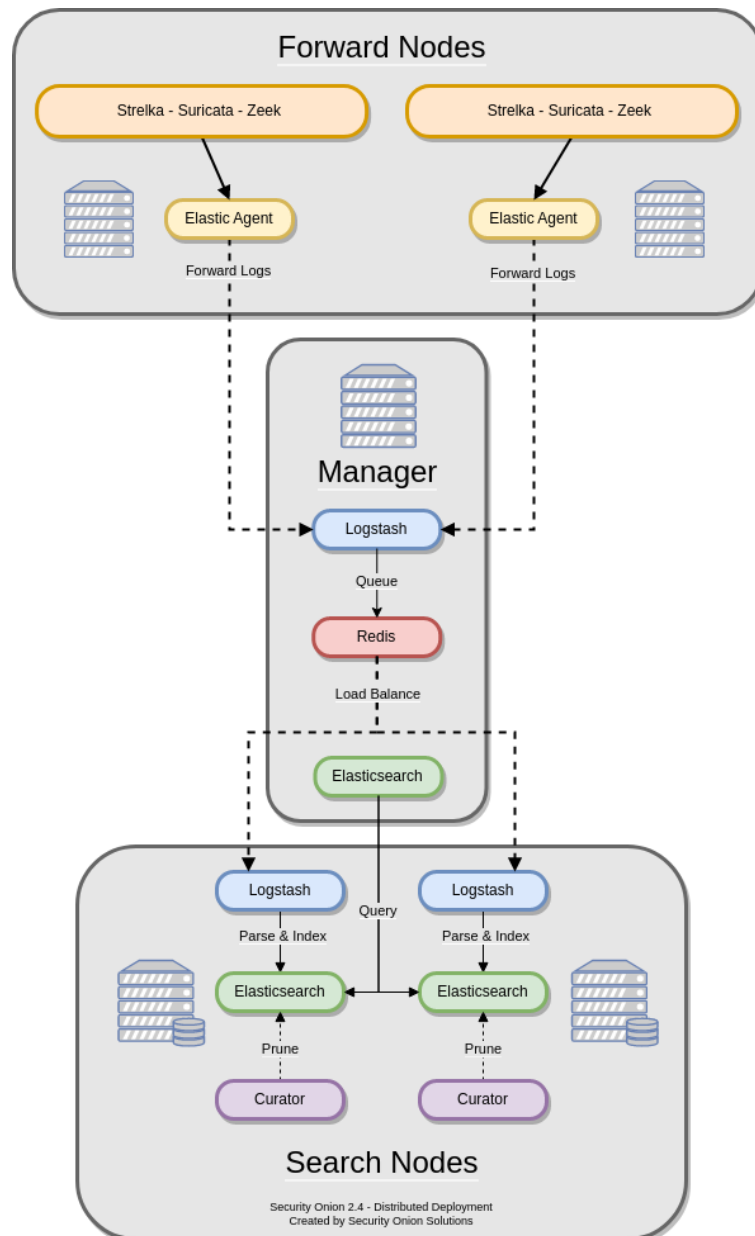 Forward Nodes
Strelka - Suricata - Zeek
Strelka - Suricata - Zeek
Elastic Agent
Elastic Agent
Forward Logs
Forward Logs
Manager
Logstash
Queue
Redis
Load Balance
Elasticsearch
Logstash
Logstash
Query
Parse & Index
Parse & Index
Elasticsearch
Elasticsearch
Prune
Prune
Curator
Curator
Search Nodes
Security Onion 2.4 - Distributed Deployment
Created by Security Onion Solutions